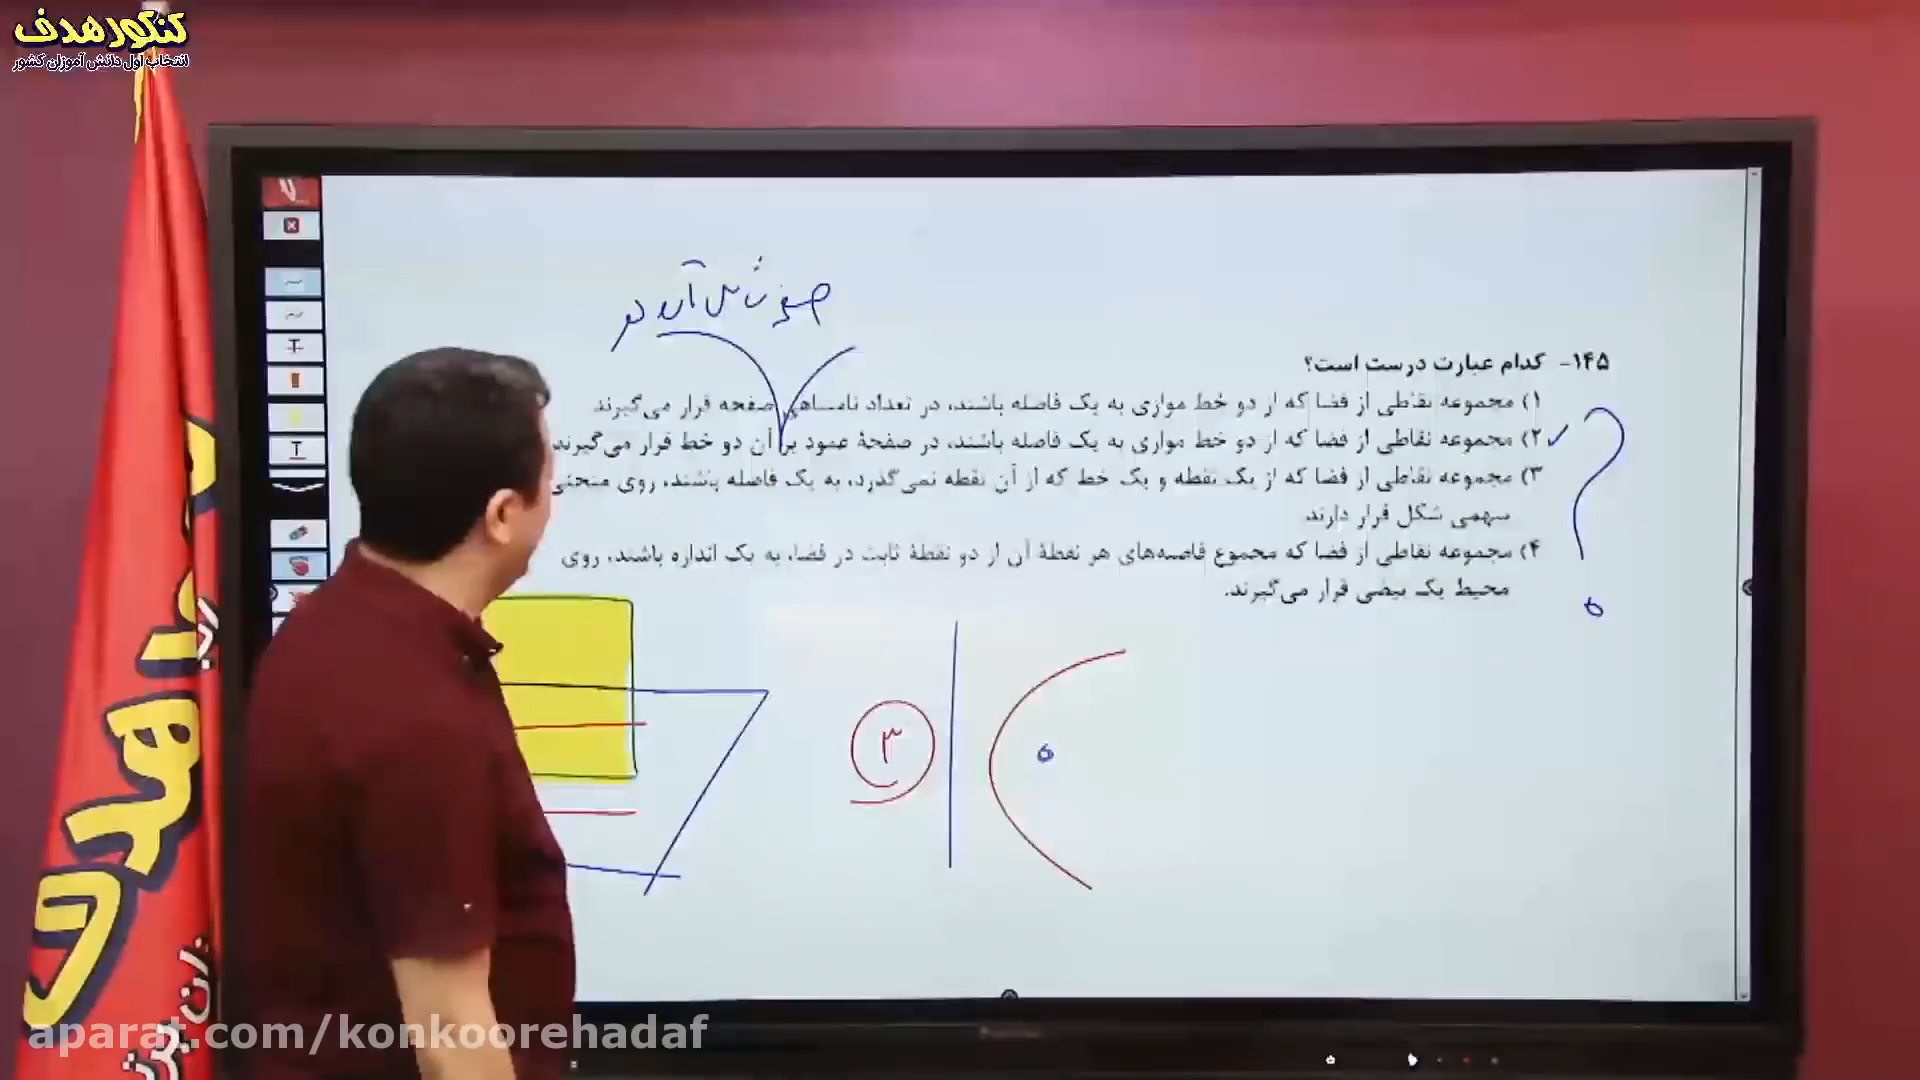 کنکور هدف
انتخاب اول دانش آموزان کشور
صفحه شامل آن دو
۱۴۵- کدام عبارت درست است؟
۱) مجموعه نقاطی از فضا که از دو خط موازی به یک فاصله باشند، در تعداد نامتناهی صفحه قرار می‌گیرند
۲) مجموعه نقاطی از فضا که از دو خط موازی به یک فاصله باشند، در صفحهٔ عمود بر آن دو خط قرار می‌گیرند
۳) مجموعه نقاطی از فضا که از یک نقطه و یک خط که از آن نقطه نمی‌گذرد، به یک فاصله باشند، روی منحنی
سهمی شکل قرار دارند
۴) مجموعه نقاطی از فضا که مجموع فاصله‌های هر نقطهٔ آن از دو نقطهٔ ثابت در فضا، به یک اندازه باشند، روی
محیط یک بیضی قرار می‌گیرند.
؟
۳
هدف
aparat.com/konkoorehadaf